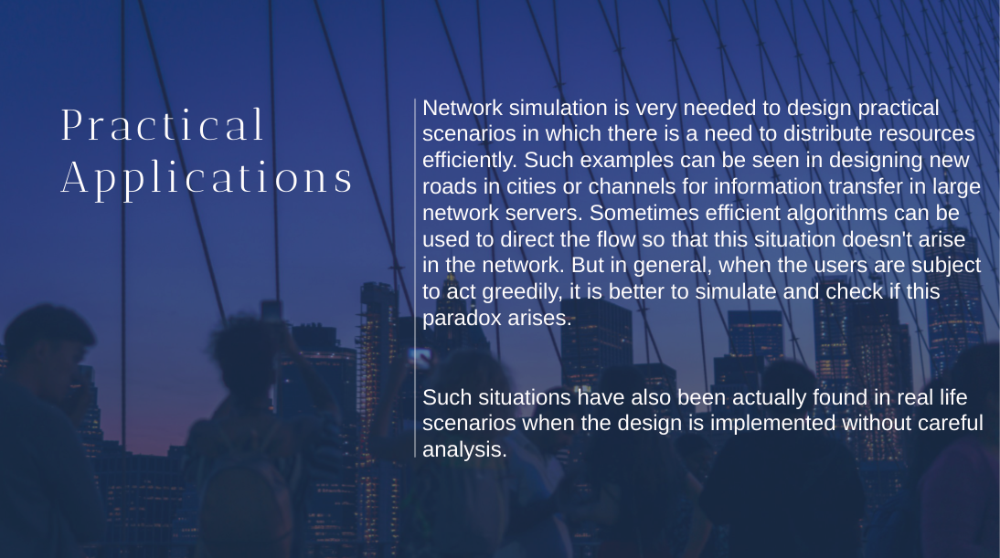 Practical
Applications
Network simulation is very needed to design practical
scenarios in which there is a need to distribute resources
efficiently. Such examples can be seen in designing new
roads in cities or channels for information transfer in large
network servers. Sometimes efficient algorithms can be
used to direct the flow so that this situation doesn't arise
in the network. But in general, when the users are subject
to act greedily, it is better to simulate and check if this
paradox arises.
Such situations have also been actually found in real life
scenarios when the design is implemented without careful
analysis.